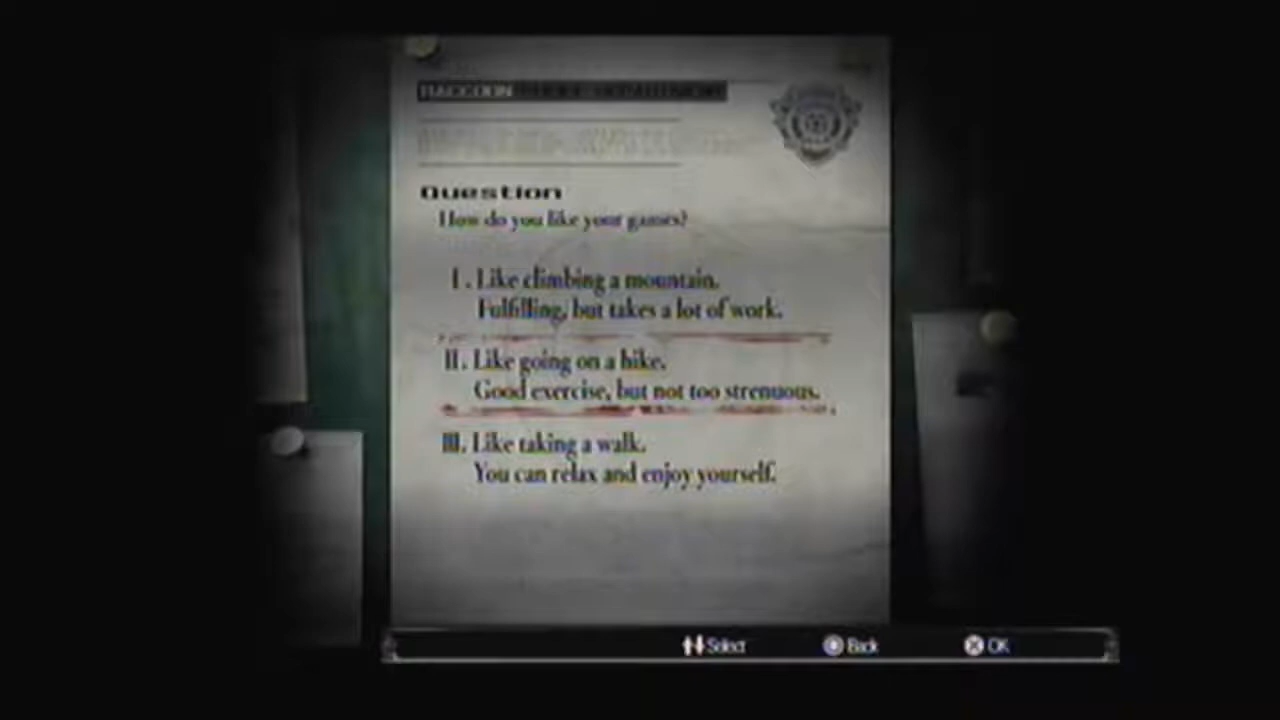 RACCOON
Question
How do you like your games?
I. Like climbing a mountain.
Fulfilling, but takes a lot of work.
II. Like going on a hike.
Good exercise, but not too strenuous.
III. Like taking a walk.
You can relax and enjoy yourself.
Select Back OK